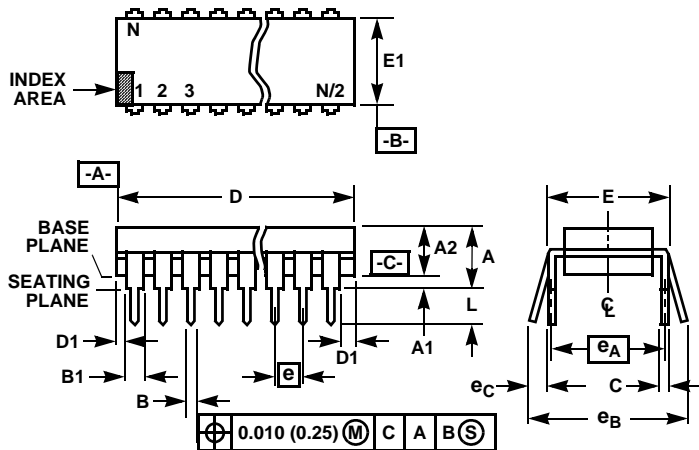 N
INDEX
AREA
1 2 3 N/2
E1
-B-
-A-
D
E
BASE
PLANE
A2
A
-C-
SEATING
PLANE
L
C̲L
D1
A1
D1
eA
B1
e
eC
C
B
eB
⌖ 0.010 (0.25) Ⓜ C A B Ⓢ